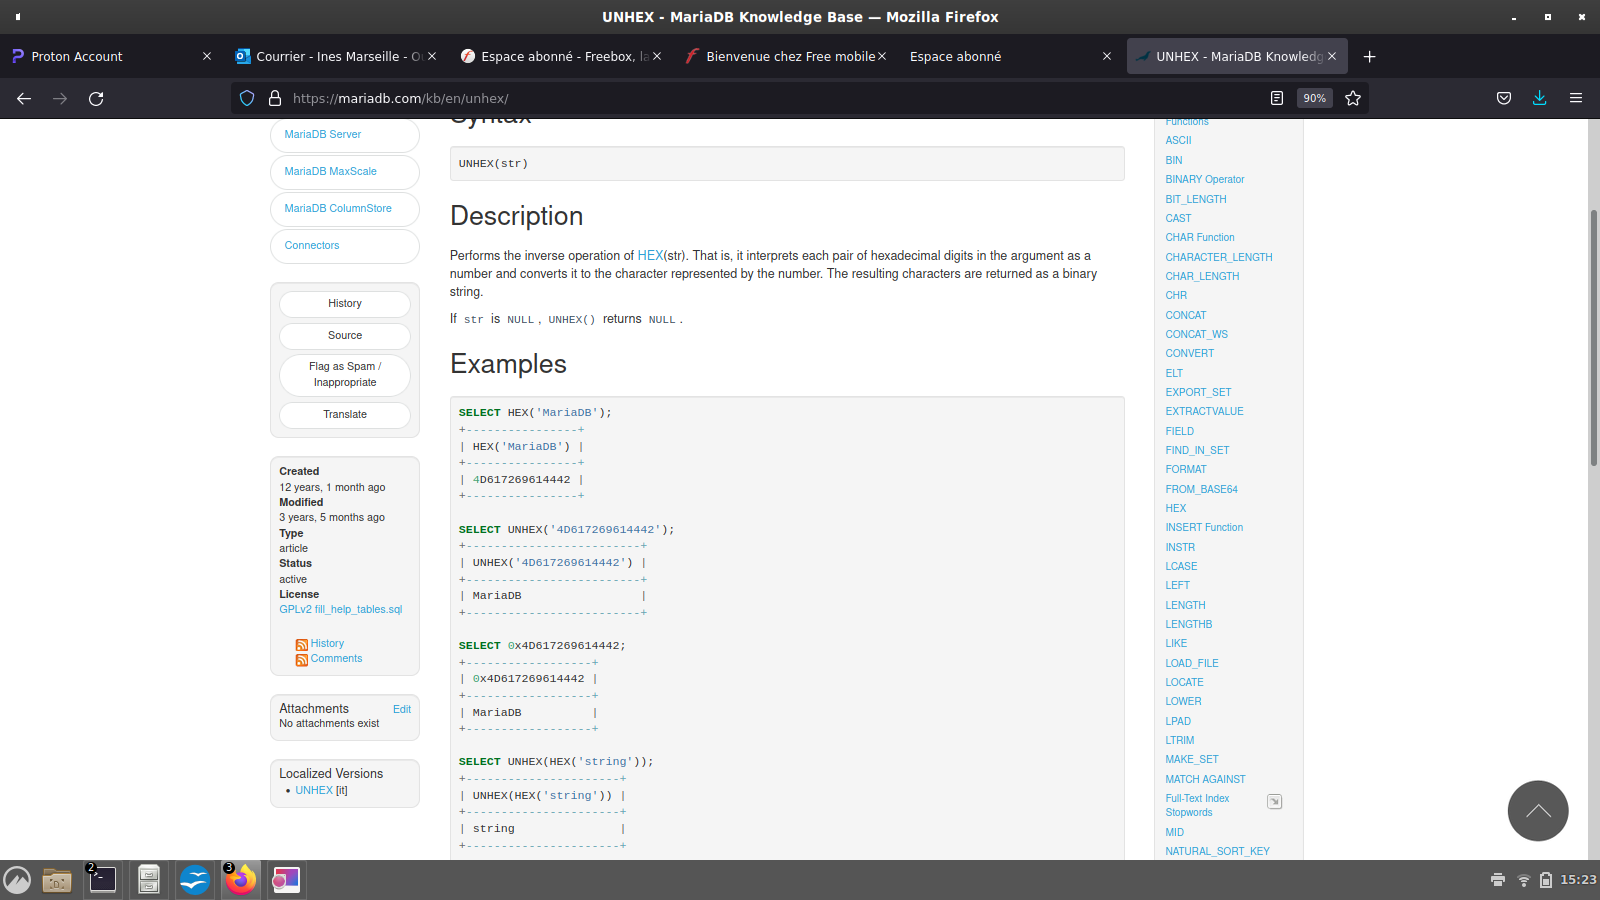 UNHEX - MariaDB Knowledge Base — Mozilla Firefox
Proton Account
Courrier - Ines Marseille - O
Espace abonné - Freebox, la
Bienvenue chez Free mobile
Espace abonné
UNHEX - MariaDB Knowledg
https://mariadb.com/kb/en/unhex/
90%
MariaDB Server
MariaDB MaxScale
MariaDB ColumnStore
Connectors
History
Source
Flag as Spam /
Inappropriate
Translate
Created
12 years, 1 month ago
Modified
3 years, 5 months ago
Type
article
Status
active
License
GPLv2 fill_help_tables.sql
History
Comments
Attachments
Edit
No attachments exist
Localized Versions
• UNHEX [it]
Syntax
UNHEX(str)
Description
Performs the inverse operation of HEX(str). That is, it interprets each pair of hexadecimal digits in the argument as a
number and converts it to the character represented by the number. The resulting characters are returned as a binary
string.
If str is NULL, UNHEX() returns NULL.
Examples
SELECT HEX('MariaDB');
+----------------+
| HEX('MariaDB') |
+----------------+
| 4D617269614442 |
+----------------+
SELECT UNHEX('4D617269614442');
+-------------------------+
| UNHEX('4D617269614442') |
+-------------------------+
| MariaDB                 |
+-------------------------+
SELECT 0x4D617269614442;
+------------------+
| 0x4D617269614442 |
+------------------+
| MariaDB          |
+------------------+
SELECT UNHEX(HEX('string'));
+----------------------+
| UNHEX(HEX('string')) |
+----------------------+
| string               |
+----------------------+
Functions
ASCII
BIN
BINARY Operator
BIT_LENGTH
CAST
CHAR Function
CHARACTER_LENGTH
CHAR_LENGTH
CHR
CONCAT
CONCAT_WS
CONVERT
ELT
EXPORT_SET
EXTRACTVALUE
FIELD
FIND_IN_SET
FORMAT
FROM_BASE64
HEX
INSERT Function
INSTR
LCASE
LEFT
LENGTH
LENGTHB
LIKE
LOAD_FILE
LOCATE
LOWER
LPAD
LTRIM
MAKE_SET
MATCH AGAINST
Full-Text Index
Stopwords
MID
NATURAL_SORT_KEY
2
3
15:23